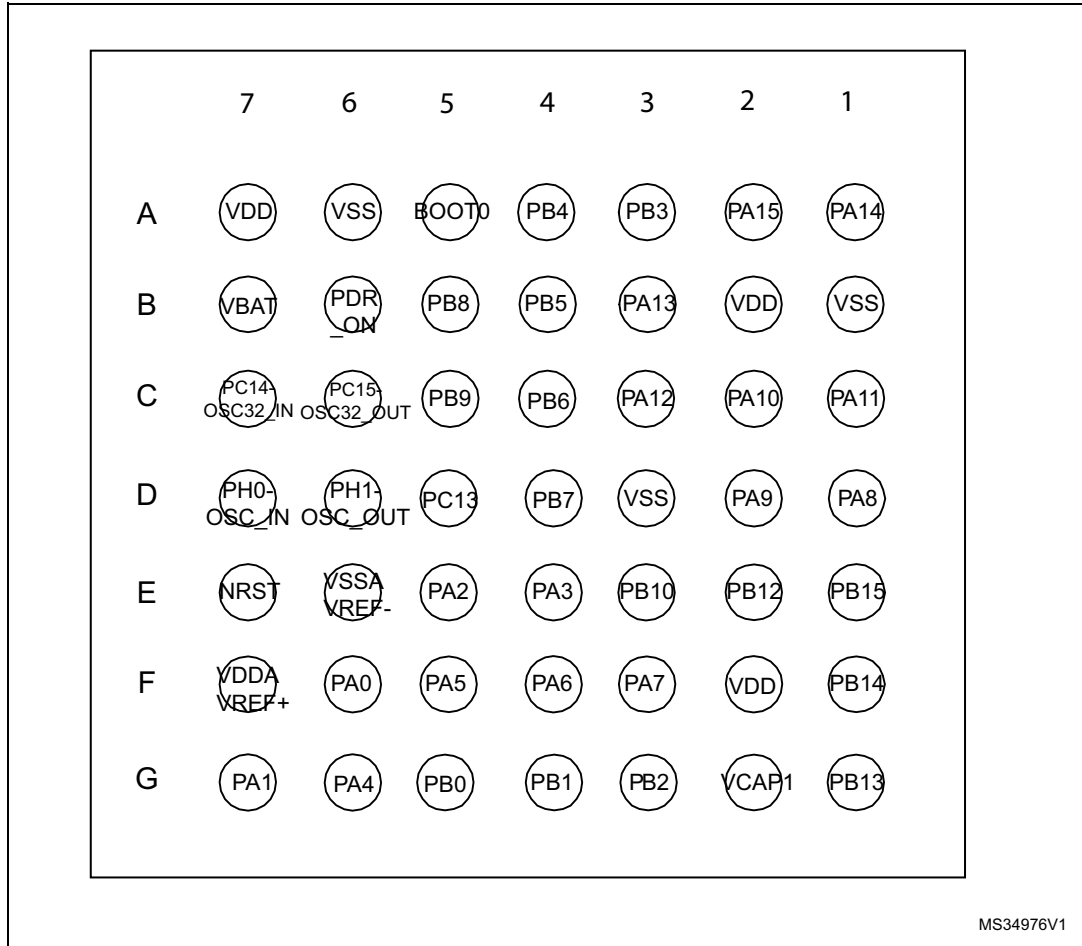 7 6 5 4 3 2 1
A VDD VSS BOOT0 PB4 PB3 PA15 PA14
B VBAT PDR _ON PB8 PB5 PA13 VDD VSS
C PC14- OSC32_IN PC15- OSC32_OUT PB9 PB6 PA12 PA10 PA11
D PH0- OSC_IN PH1- OSC_OUT PC13 PB7 VSS PA9 PA8
E NRST VSSA VREF- PA2 PA3 PB10 PB12 PB15
F VDDA VREF+ PA0 PA5 PA6 PA7 VDD PB14
G PA1 PA4 PB0 PB1 PB2 VCAP1 PB13
MS34976V1